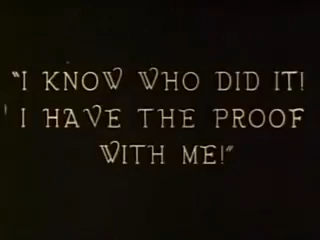 "I KNOW WHO DID IT!
I HAVE THE PROOF
WITH ME!"